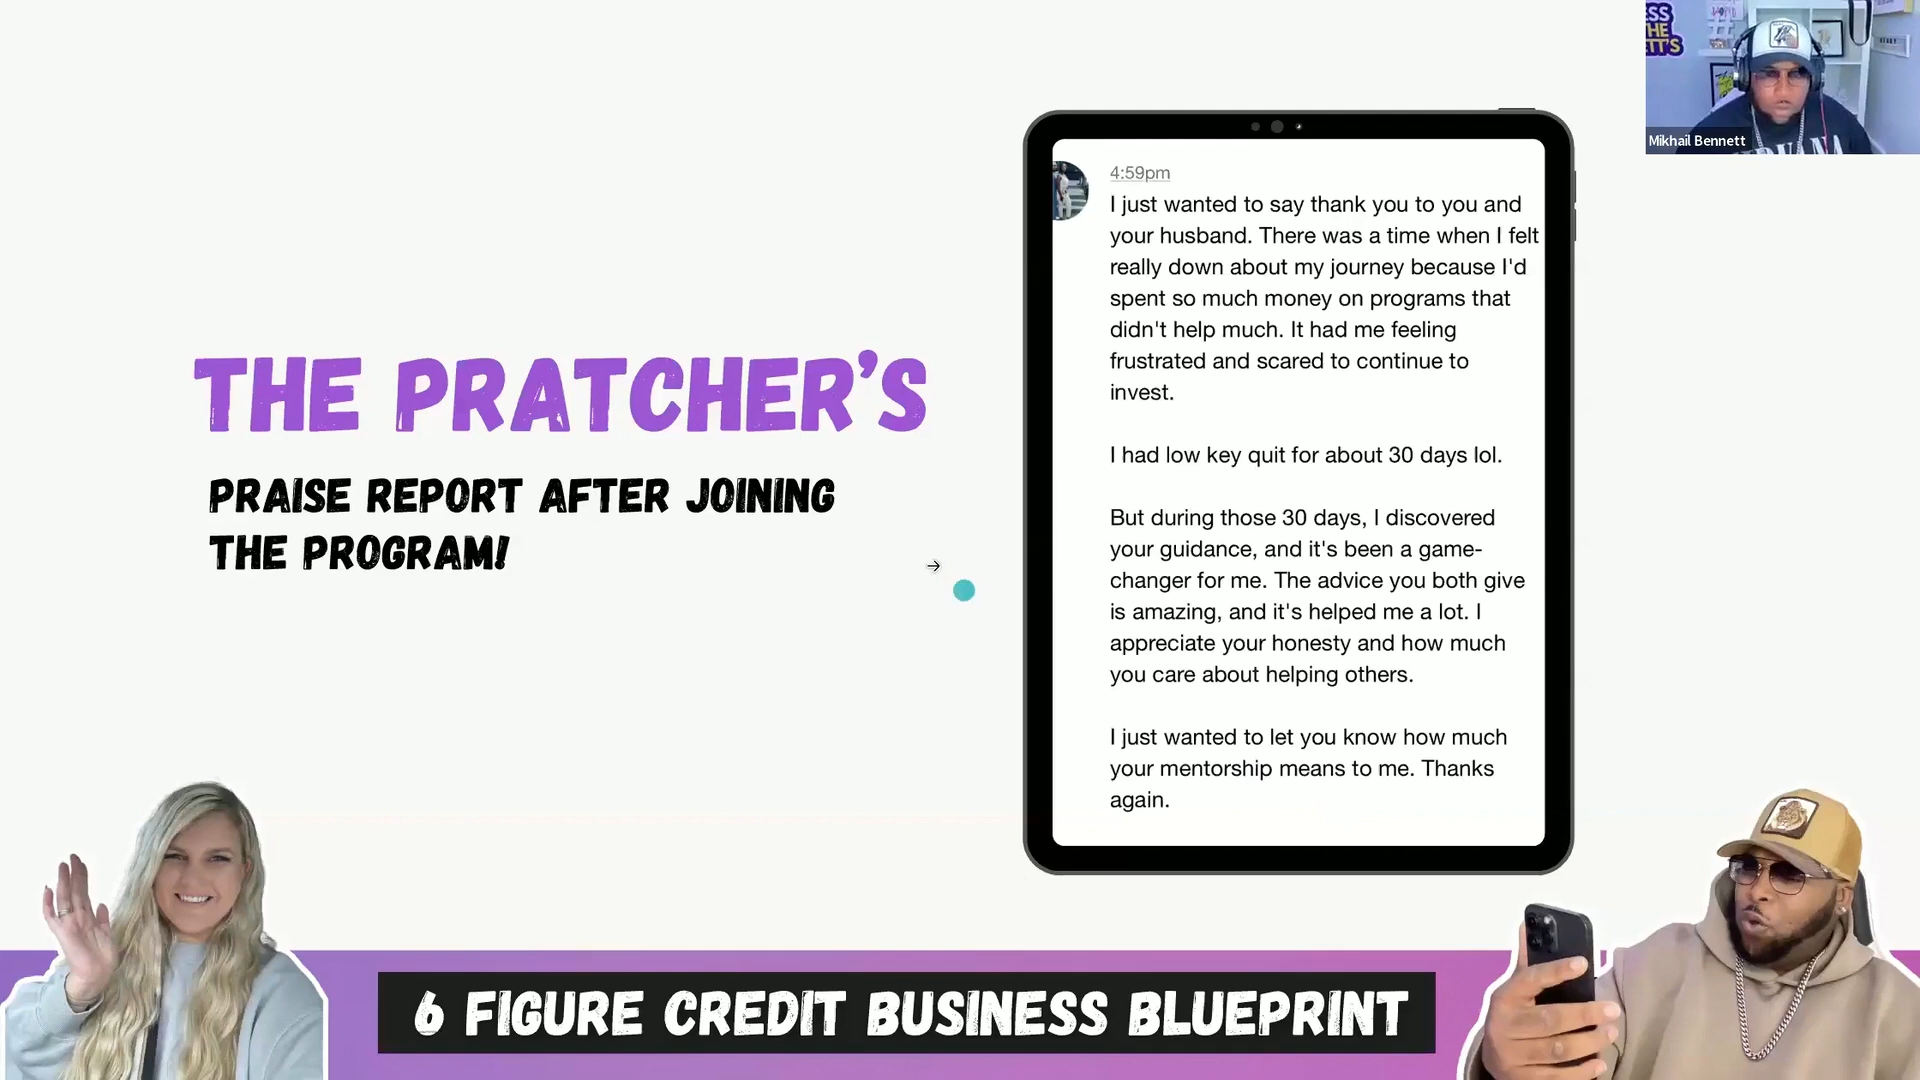 ESS
THE
ETT'S
Mikhail Bennett
4:59pm
I just wanted to say thank you to you and
your husband. There was a time when I felt
really down about my journey because I'd
spent so much money on programs that
didn't help much. It had me feeling
frustrated and scared to continue to
invest.
I had low key quit for about 30 days lol.
But during those 30 days, I discovered
your guidance, and it's been a game-
changer for me. The advice you both give
is amazing, and it's helped me a lot. I
appreciate your honesty and how much
you care about helping others.
I just wanted to let you know how much
your mentorship means to me. Thanks
again.
THE PRATCHER'S
PRAISE REPORT AFTER JOINING
THE PROGRAM!
6 FIGURE CREDIT BUSINESS BLUEPRINT